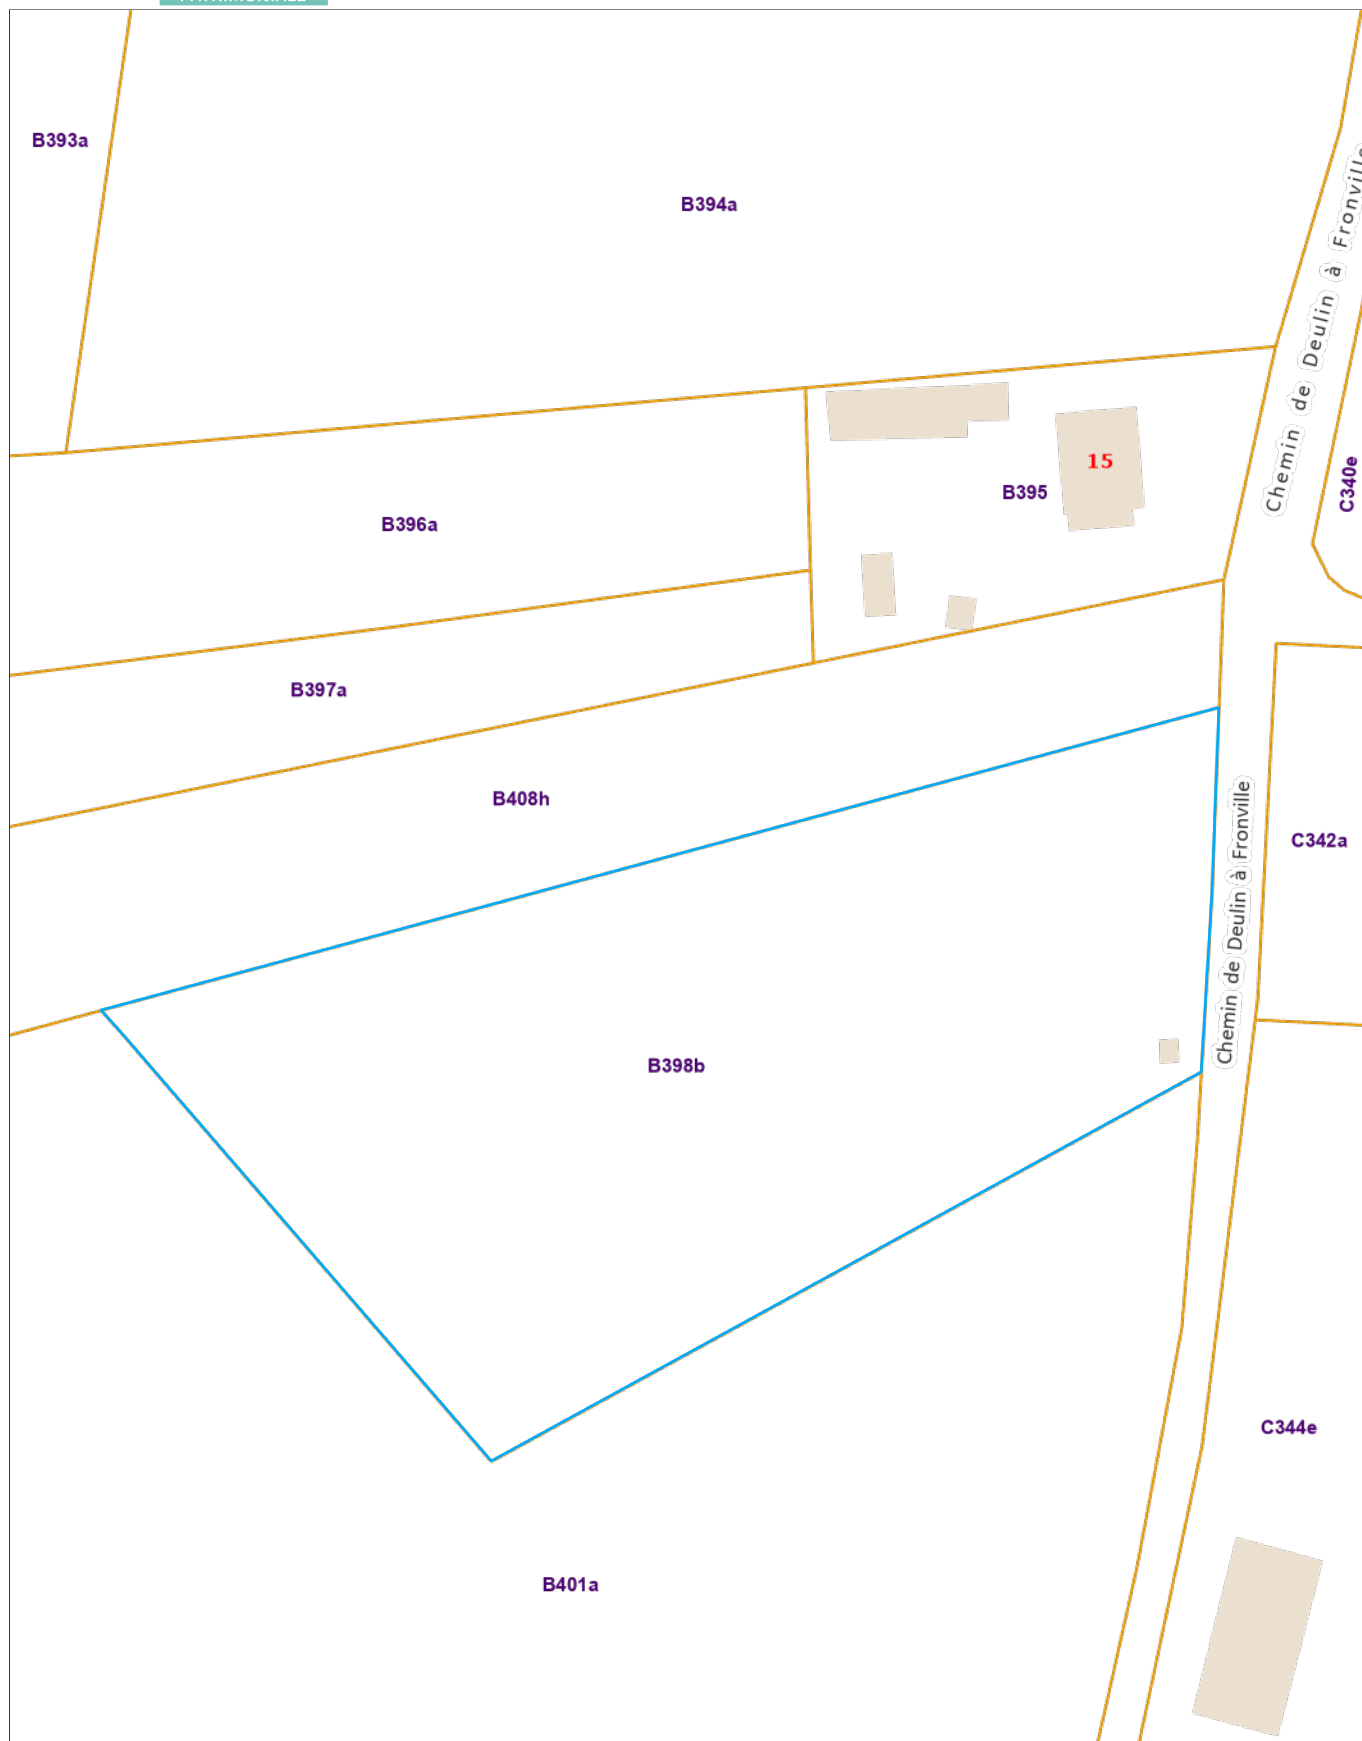 B393a
B394a
Chemin de Deulin à Fronville
B396a
B395
15
C340e
B397a
B408h
C342a
Chemin de Deulin à Fronville
B398b
C344e
B401a